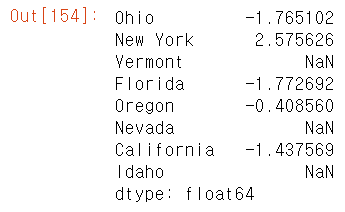 Out[154]: Ohio -1.765102
New York 2.575626
Vermont NaN
Florida -1.772692
Oregon -0.408560
Nevada NaN
California -1.437569
Idaho NaN
dtype: float64